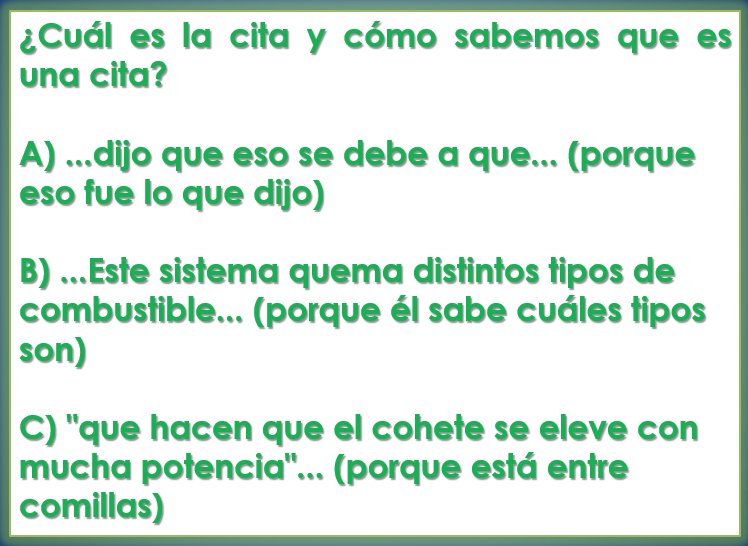 ¿Cuál es la cita y cómo sabemos que es
una cita?
A) ...dijo que eso se debe a que... (porque
eso fue lo que dijo)
B) ...Este sistema quema distintos tipos de
combustible... (porque él sabe cuáles tipos
son)
C) "que hacen que el cohete se eleve con
mucha potencia"... (porque está entre
comillas)